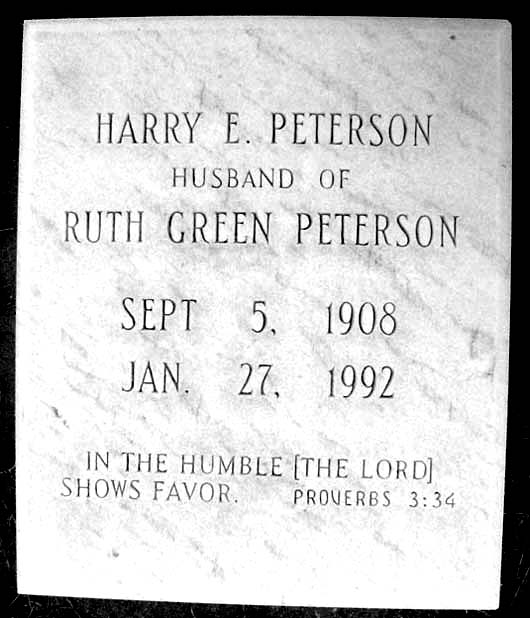 HARRY E. PETERSON
HUSBAND OF
RUTH GREEN PETERSON
SEPT 5, 1908
JAN. 27, 1992
IN THE HUMBLE [THE LORD]
SHOWS FAVOR. PROVERBS 3:34